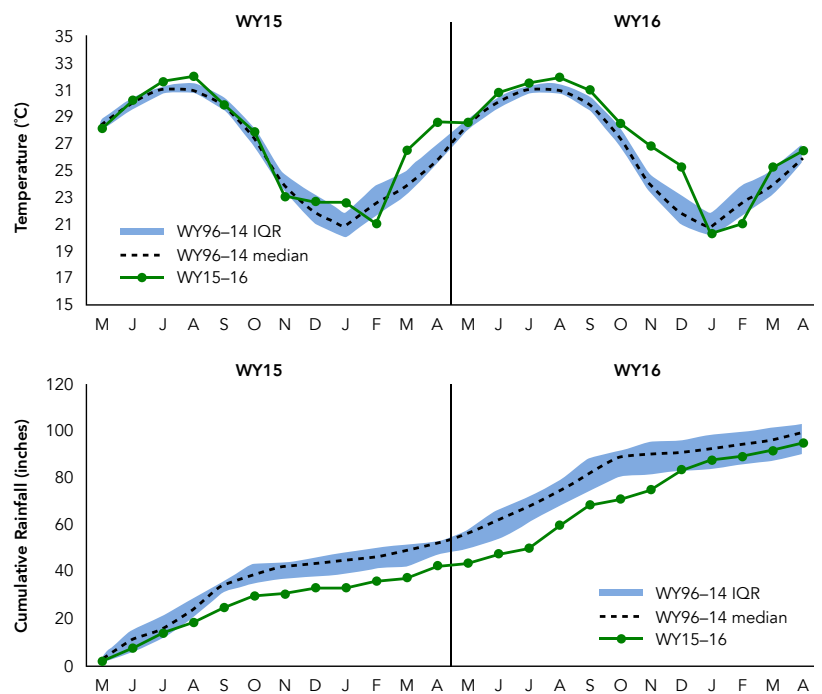 WY15 WY16
35
33
31
29
27
25
23
21
19
17
15
Temperature (˚C)
WY96–14 IQR
WY96–14 median
WY15–16
M J J A S O N D J F M A M J J A S O N D J F M A
WY15 WY16
120
100
80
60
40
20
0
Cumulative Rainfall (inches)
WY96–14 IQR
WY96–14 median
WY15–16
M J J A S O N D J F M A M J J A S O N D J F M A